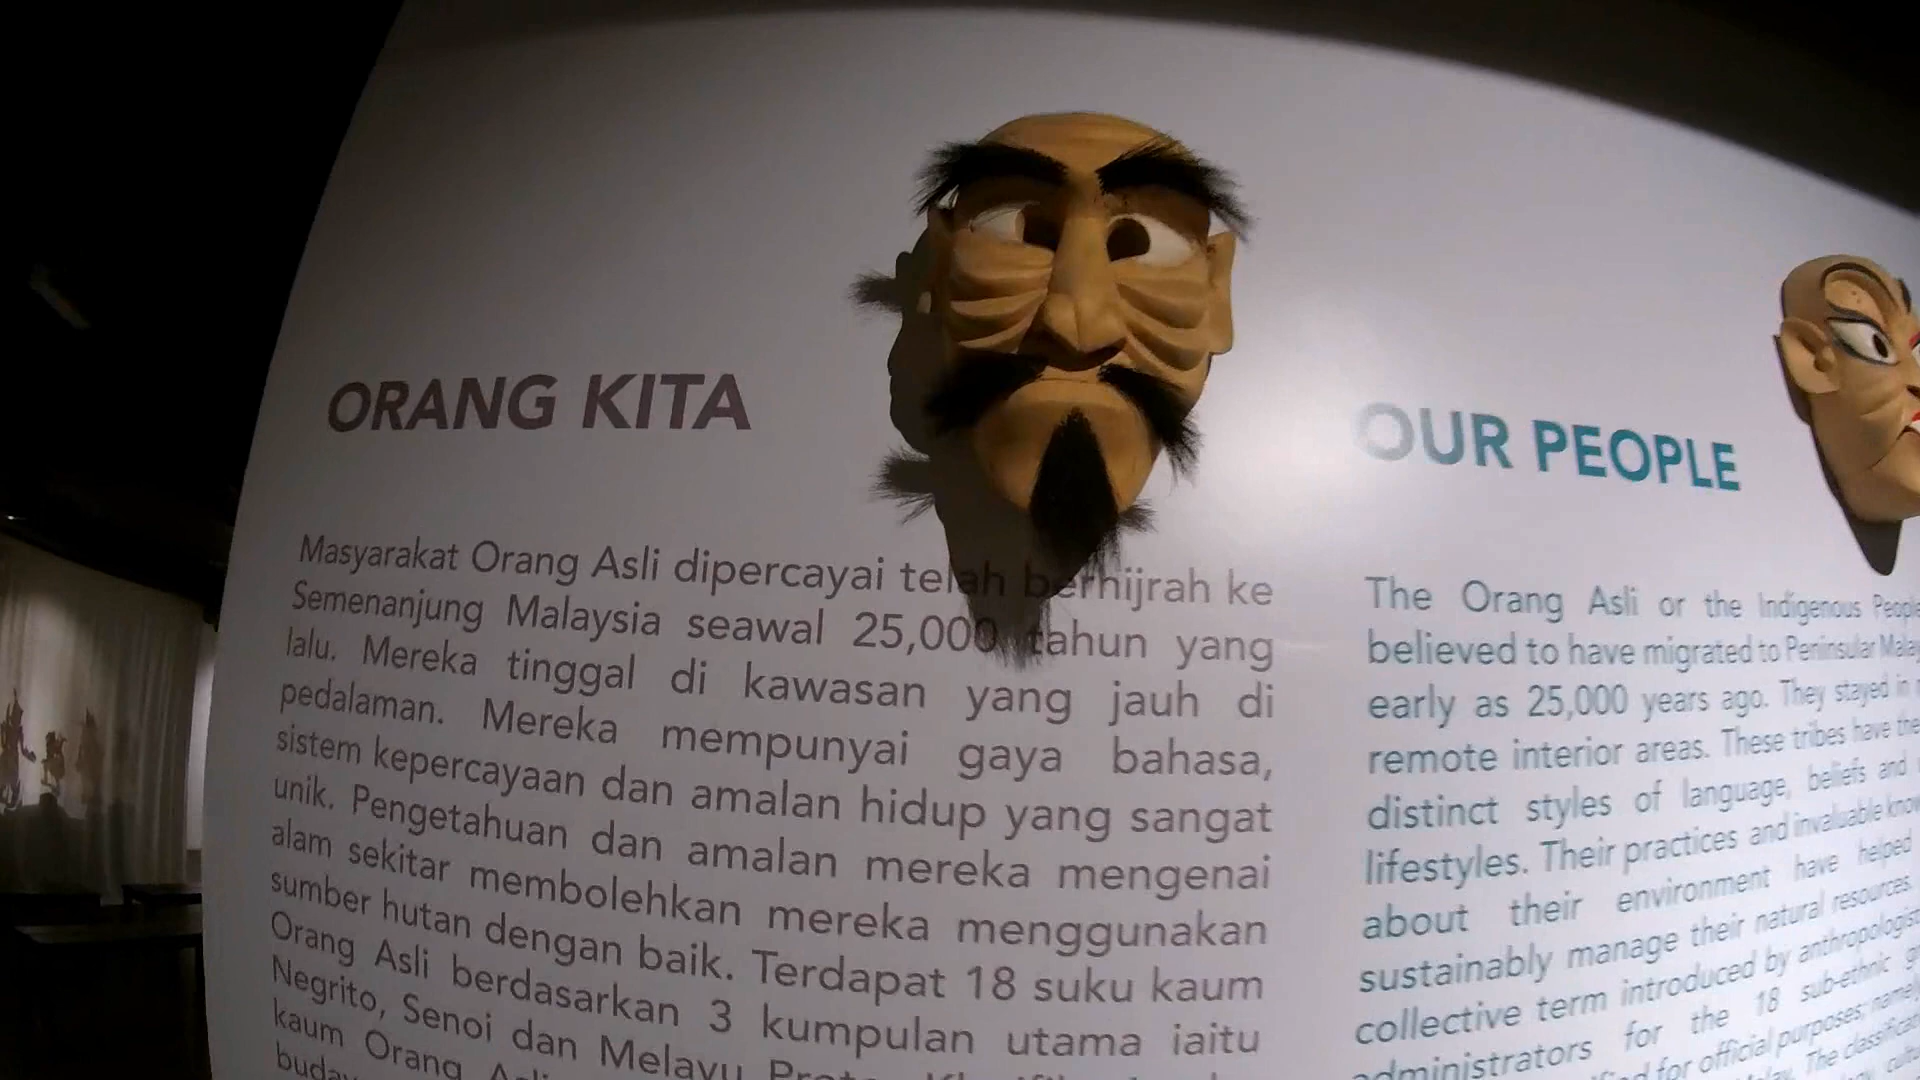 ORANG KITA
Masyarakat Orang Asli dipercayai telah berhijrah ke
Semenanjung Malaysia seawal 25,000 tahun yang
lalu. Mereka tinggal di kawasan yang jauh di
pedalaman. Mereka mempunyai gaya bahasa,
sistem kepercayaan dan amalan hidup yang sangat
unik. Pengetahuan dan amalan mereka mengenai
alam sekitar membolehkan mereka menggunakan
sumber hutan dengan baik. Terdapat 18 suku kaum
Orang Asli berdasarkan 3 kumpulan utama iaitu
Negrito, Senoi dan Melayu
kaum Orang
OUR PEOPLE
The Orang Asli or the Indigenous
believed to have migrated to Peninsular
early as 25,000 years ago. They stayed in
remote interior areas. These tribes have
distinct styles of language, beliefs and
lifestyles. Their practices and invaluable
about their environment have helped
sustainably manage their natural resources.
collective term introduced by
administrators for the 18 sub-ethnic
for official purposes; namely
The